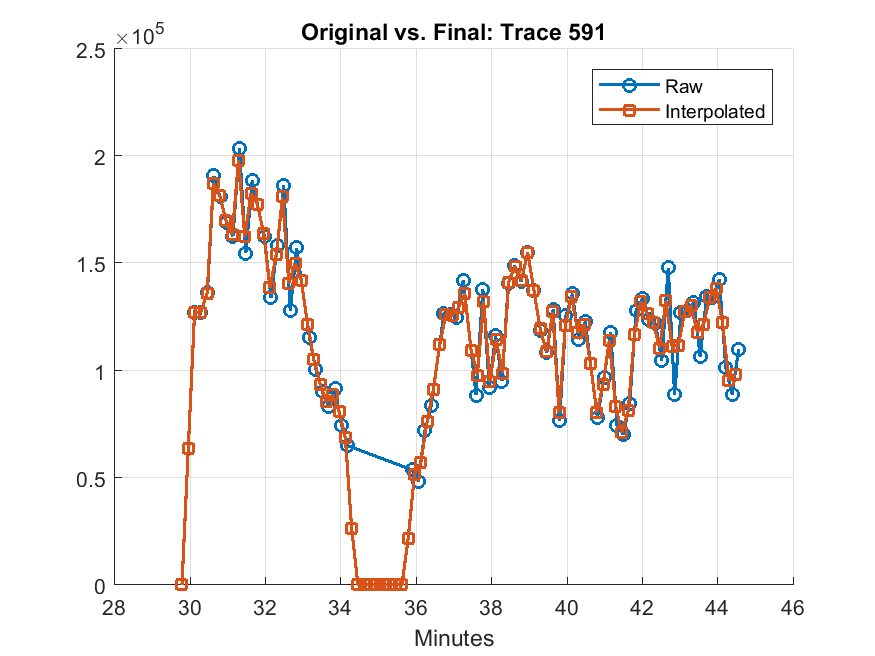 Original vs. Final: Trace 591
×10^5
2.5
2
1.5
1
0.5
0
28 30 32 34 36 38 40 42 44 46
Minutes
Raw
Interpolated